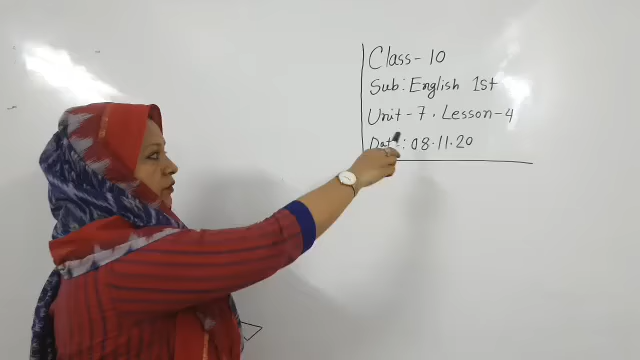 Class-10
Sub: English 1st
Unit-7. Lesson-4
Date: 08.11.20